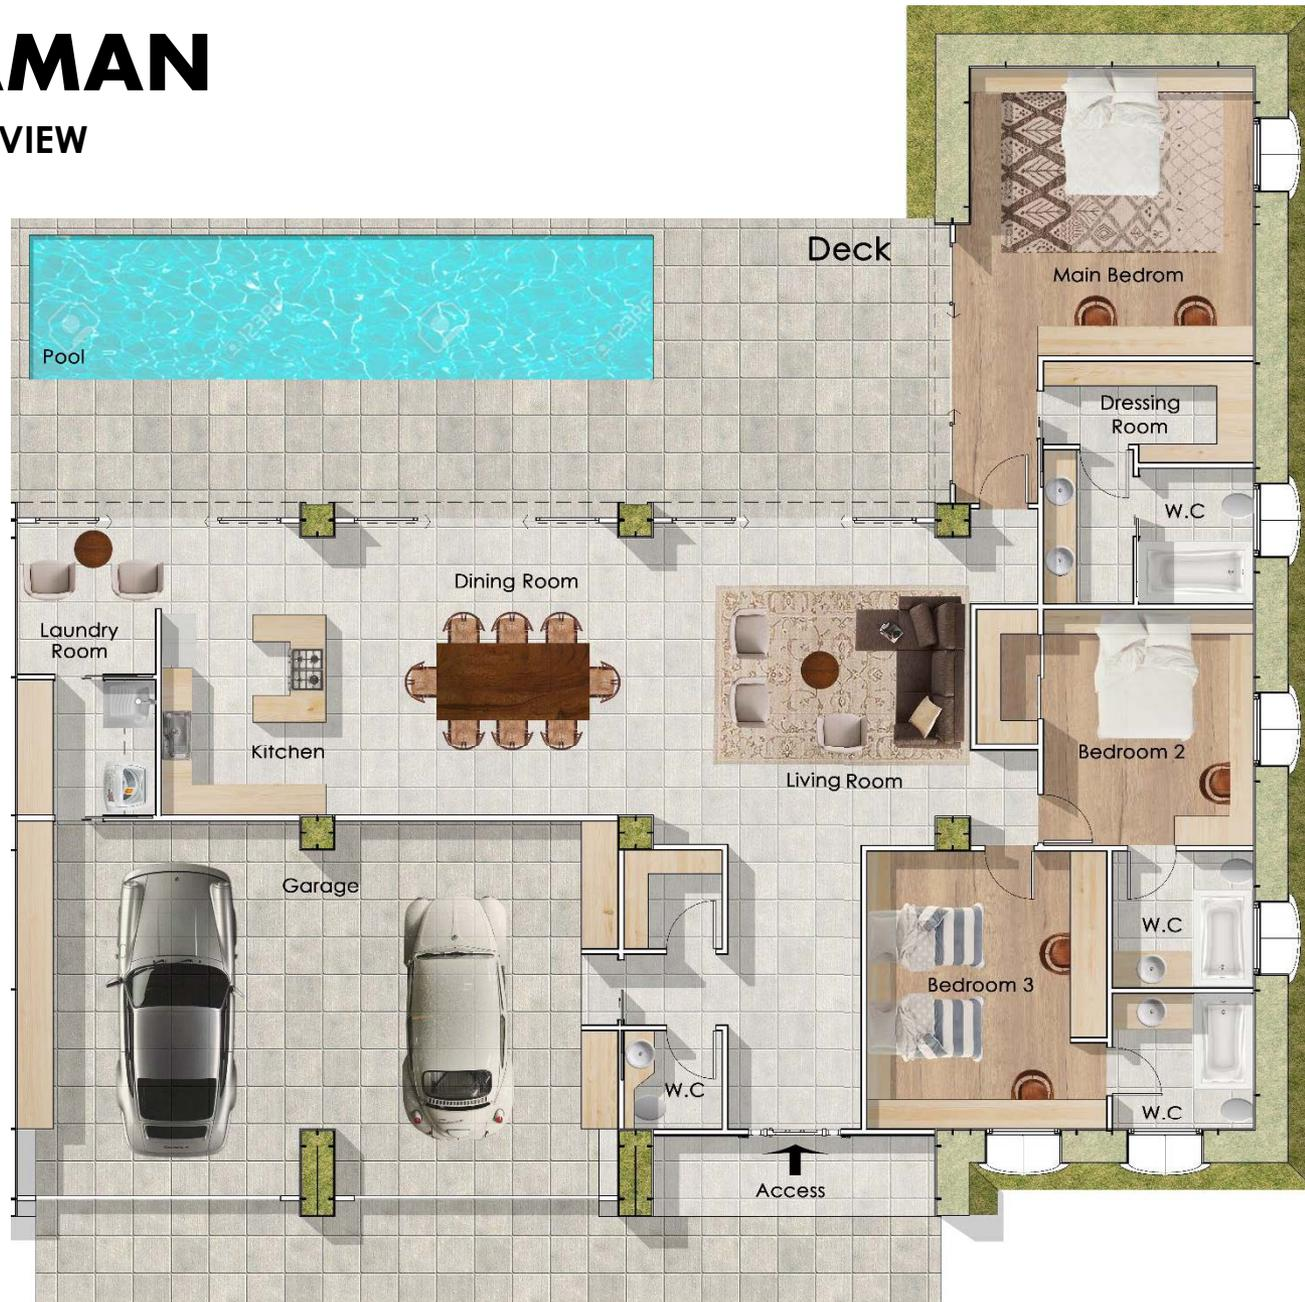 AMAN
VIEW
Deck
Main Bedrom
Pool
Dressing
Room
W.C
Dining Room
Laundry
Room
Kitchen
Living Room
Bedroom 2
Garage
W.C
Bedroom 3
W.C
W.C
Access